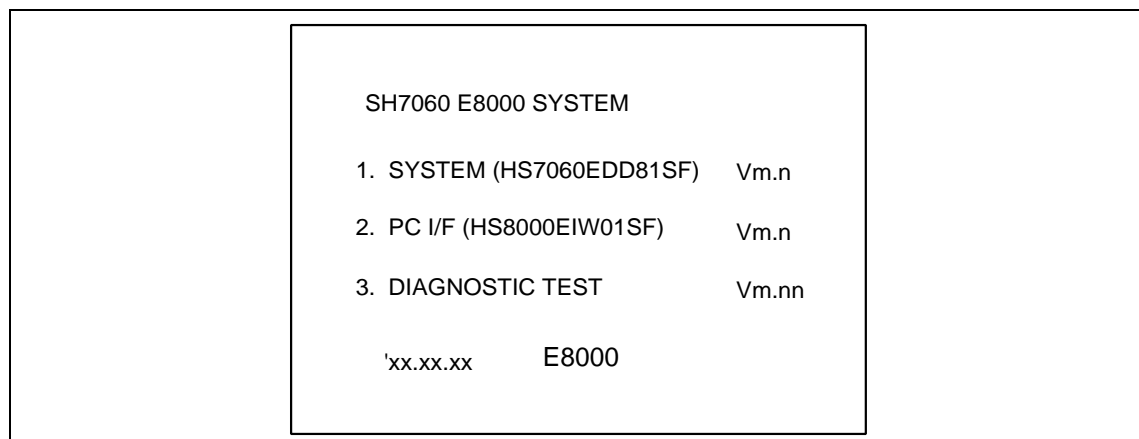 SH7060 E8000 SYSTEM
1. SYSTEM (HS7060EDD81SF) Vm.n
2. PC I/F (HS8000EIW01SF) Vm.n
3. DIAGNOSTIC TEST Vm.nn
'xx.xx.xx E8000